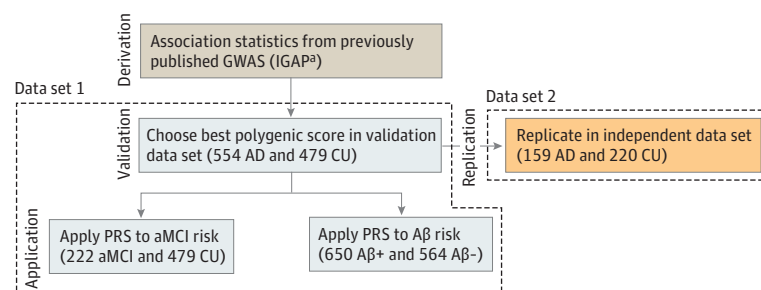 Derivation
Association statistics from previously
published GWAS (IGAPa)
Data set 1
Validation
Choose best polygenic score in validation
data set (554 AD and 479 CU)
Replication
Data set 2
Replicate in independent data set
(159 AD and 220 CU)
Application
Apply PRS to aMCI risk
(222 aMCI and 479 CU)
Apply PRS to Aβ risk
(650 Aβ+ and 564 Aβ-)